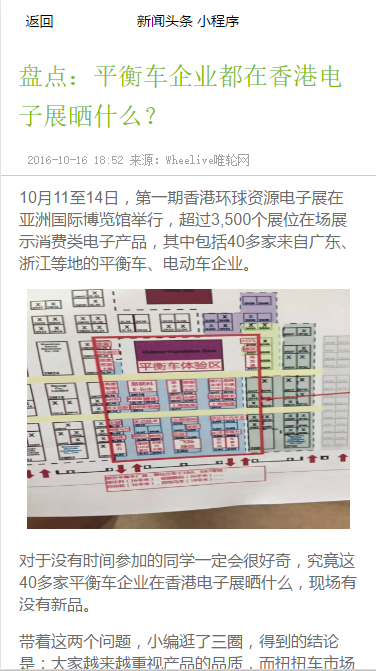 返回
新闻头条 小程序
盘点：平衡车企业都在香港电
子展晒什么？
2016-10-16 18:52 来源：Wheelive唯轮网
10月11至14日，第一期香港环球资源电子展在
亚洲国际博览馆举行，超过3,500个展位在场展
示消费类电子产品，其中包括40多家来自广东、
浙江等地的平衡车、电动车企业。
平衡车体验区
对于没有时间参加的同学一定会很好奇，究竟这
40多家平衡车企业在香港电子展晒什么，现场有
没有新品。
带着这两个问题，小编逛了三圈，得到的结论
是：大家越来越重视产品的品质，而扭扭车市场